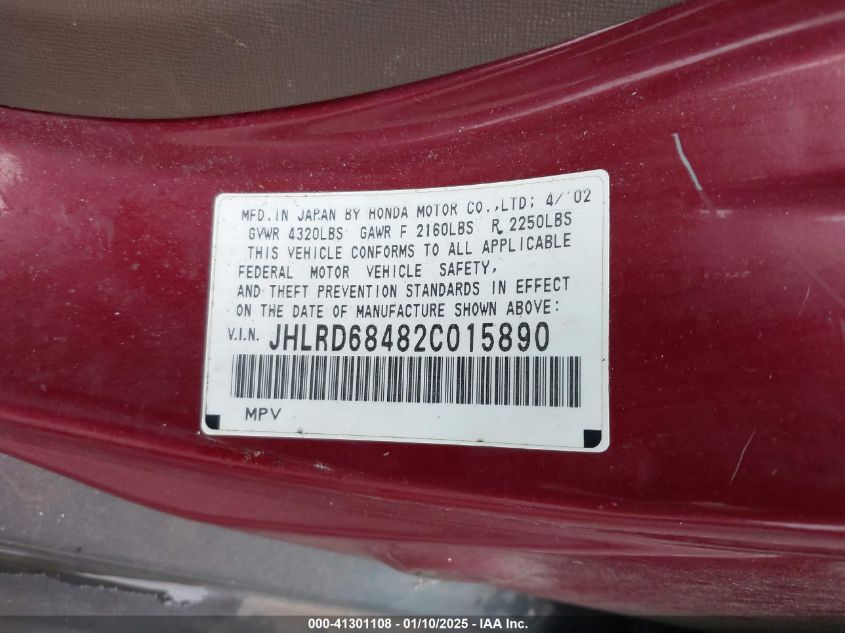 MFD. IN JAPAN BY HONDA MOTOR CO., LTD; 4/'02
GVWR 4320LBS GAWR F 2160LBS R 2250LBS
THIS VEHICLE CONFORMS TO ALL APPLICABLE
FEDERAL MOTOR VEHICLE SAFETY,
AND THEFT PREVENTION STANDARDS IN EFFECT
ON THE DATE OF MANUFACTURE SHOWN ABOVE:
V.I.N. JHLRD68482C015890
MPV
000-41301108 - 01/10/2025 - IAA Inc.